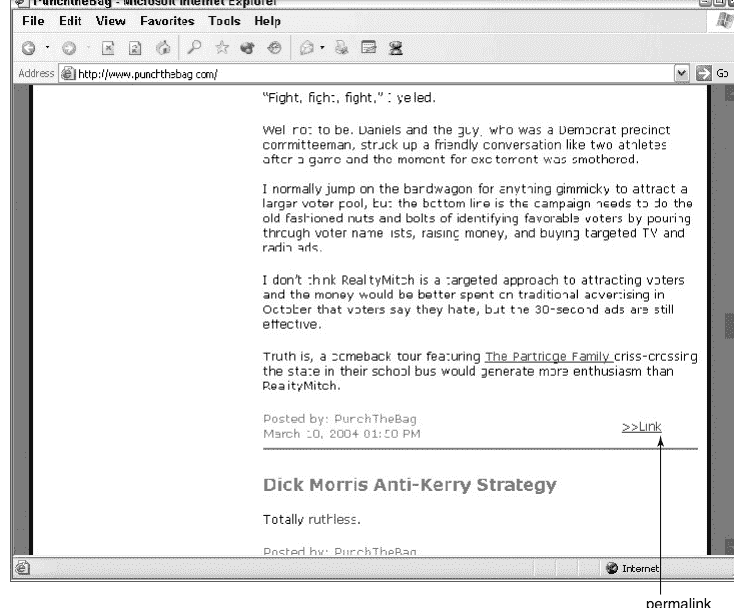 PunchtheBag - Microsoft Internet Explorer
File Edit View Favorites Tools Help
Address http://www.punchthebag.com/ Go
"Fight, fight, fight," I yelled.
Well not to be. Daniels and the guy, who was a Democrat precinct
committeeman, struck up a friendly conversation like two athletes
after a game and the moment for excitement was smothered.
I normally jump on the bandwagon for anything gimmicky to attract a
larger voter pool, but the bottom line is the campaign needs to do the
old fashioned nuts and bolts of identifying favorable voters by pouring
through voter name lists, raising money, and buying targeted TV and
radio ads.
I don't think RealityMitch is a targeted approach to attracting voters
and the money would be better spent on traditional advertising in
October that voters say they hate, but the 30-second ads are still
effective.
Truth is, a comeback tour featuring The Partridge Family criss-crossing
the state in their school bus would generate more enthusiasm than
RealityMitch.
Posted by: PunchTheBag
March 10, 2004 01:50 PM
>>Link
Dick Morris Anti-Kerry Strategy
Totally ruthless.
Posted by: PunchTheBag
Internet
permalink